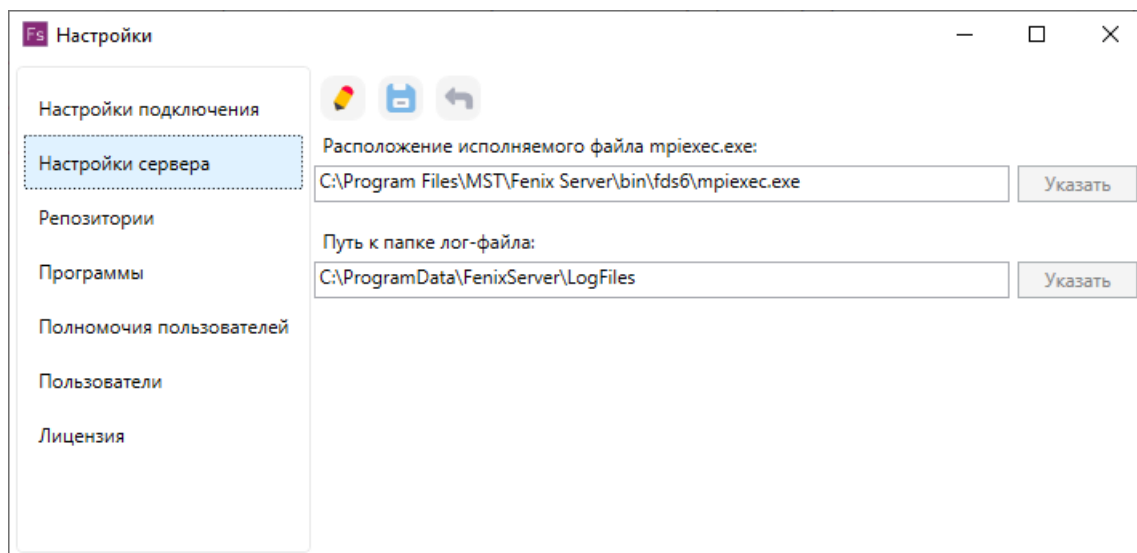 Fs Настройки
Настройки подключения
Настройки сервера
Репозитории
Программы
Полномочия пользователей
Пользователи
Лицензия
Расположение исполняемого файла mpiexec.exe:
C:\Program Files\MST\Fenix Server\bin\fds6\mpiexec.exe Указать
Путь к папке лог-файла:
C:\ProgramData\FenixServer\LogFiles Указать